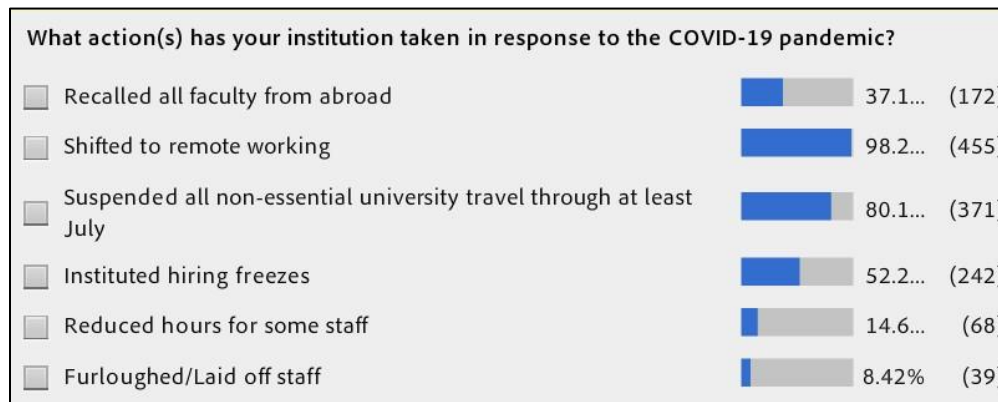 What action(s) has your institution taken in response to the COVID-19 pandemic?
Recalled all faculty from abroad 37.1... (172)
Shifted to remote working 98.2... (455)
Suspended all non-essential university travel through at least
July 80.1... (371)
Instituted hiring freezes 52.2... (242)
Reduced hours for some staff 14.6... (68)
Furloughed/Laid off staff 8.42% (39)